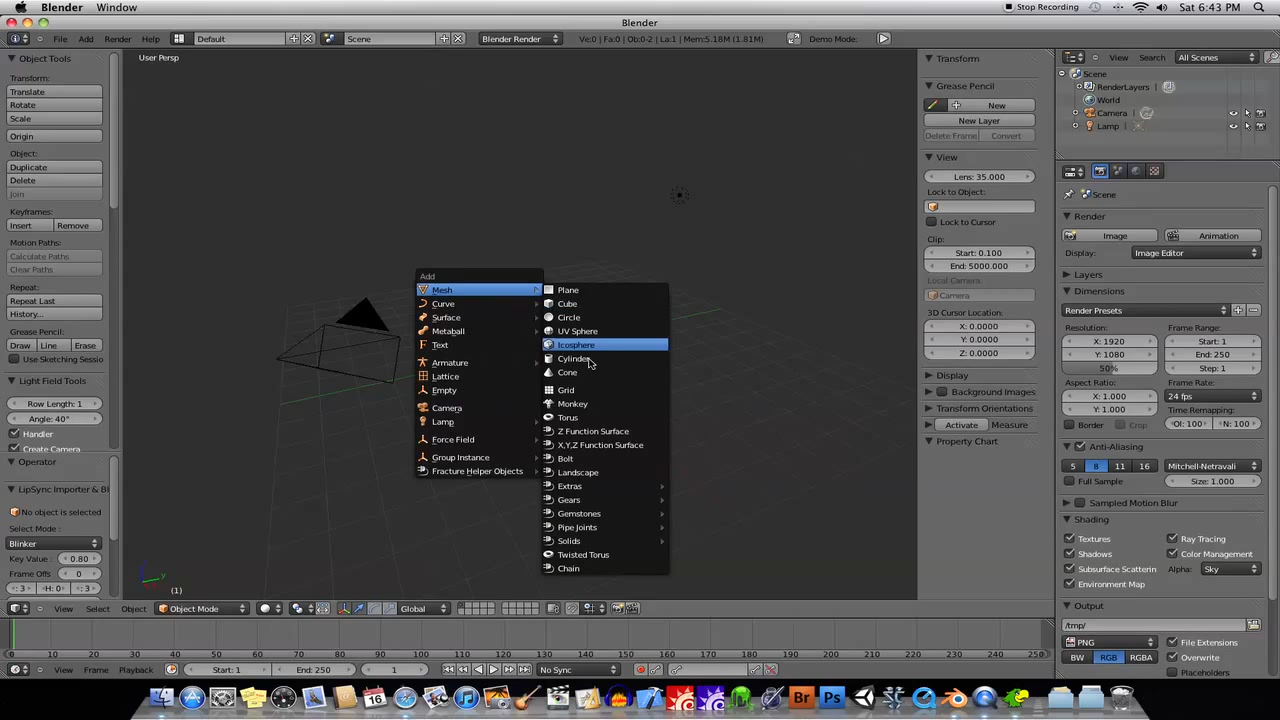 Blender Window Stop Recording Sat 6:43 PM
Blender
File Add Render Help Default Scene Blender Render Ve:0 | Fa:0 | Ob:0-2 | La:1 | Mem:5.18M (1.81M) Demo Mode:
Object Tools
Transform:
Translate
Rotate
Scale
Origin
Object:
Duplicate
Delete
Join
Keyframes:
Insert Remove
Motion Paths:
Calculate Paths
Clear Paths
Repeat:
Repeat Last
History...
Grease Pencil:
Draw Line Erase
Use Sketching Sessio
Light Field Tools
Row Length: 1
Angle: 40°
Handler
Create Camera
Operator
LipSync Importer & Bl
No object is selected
Select Mode:
Blinker
Key Value: 0.80
Frame Offs 0
: 3 H: 0 : 3
User Persp
Add
Mesh
Curve
Surface
Metaball
Text
Armature
Lattice
Empty
Camera
Lamp
Force Field
Group Instance
Fracture Helper Objects
Plane
Cube
Circle
UV Sphere
Icosphere
Cylinder
Cone
Grid
Monkey
Torus
Z Function Surface
X,Y,Z Function Surface
Bolt
Landscape
Extras
Gears
Gemstones
Pipe Joints
Solids
Twisted Torus
Chain
(1)
View Select Object Object Mode Global
Transform
Grease Pencil
New
New Layer
Delete Frame Convert
View
Lens: 35.000
Lock to Object:
Lock to Cursor
Clip:
Start: 0.100
End: 5000.000
Local Camera:
Camera
3D Cursor Location:
X: 0.0000
Y: 0.0000
Z: 0.0000
Display
Background Images
Transform Orientations
Activate Measure
Property Chart
View Search All Scenes
Scene
RenderLayers
World
Camera
Lamp
Scene
Render
Image Animation
Display: Image Editor
Layers
Dimensions
Render Presets
Resolution: Frame Range:
X: 1920 Start: 1
Y: 1080 End: 250
50% Step: 1
Aspect Ratio: Frame Rate:
X: 1.000 24 fps
Y: 1.000 Time Remapping:
Border Crop OI: 100 N: 100
Anti-Aliasing
5 8 11 16 Mitchell-Netravali
Full Sample Size: 1.000
Sampled Motion Blur
Shading
Textures Ray Tracing
Shadows Color Management
Subsurface Scatterin Alpha: Sky
Environment Map
Output
/tmp/
PNG File Extensions
BW RGB RGBA Overwrite
Placeholders
0 10 20 30 40 50 60 70 80 90 100 110 120 130 140 150 160 170 180 190 200 210 220 230 240 250
View Frame Playback Start: 1 End: 250 1 No Sync
16 Br Ps